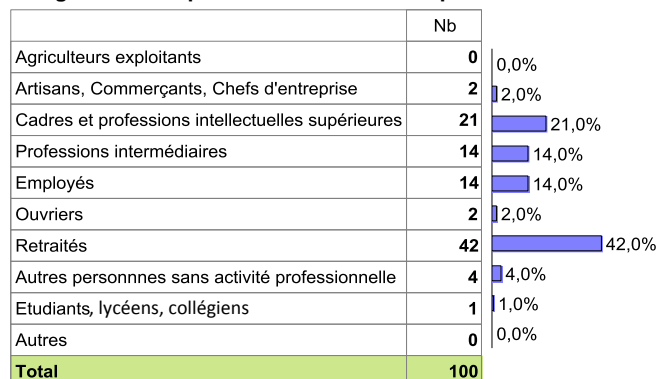 Nb
Agriculteurs exploitants 0 0,0%
Artisans, Commerçants, Chefs d'entreprise 2 2,0%
Cadres et professions intellectuelles supérieures 21 21,0%
Professions intermédiaires 14 14,0%
Employés 14 14,0%
Ouvriers 2 2,0%
Retraités 42 42,0%
Autres personnnes sans activité professionnelle 4 4,0%
Etudiants, lycéens, collégiens 1 1,0%
Autres 0 0,0%
Total 100